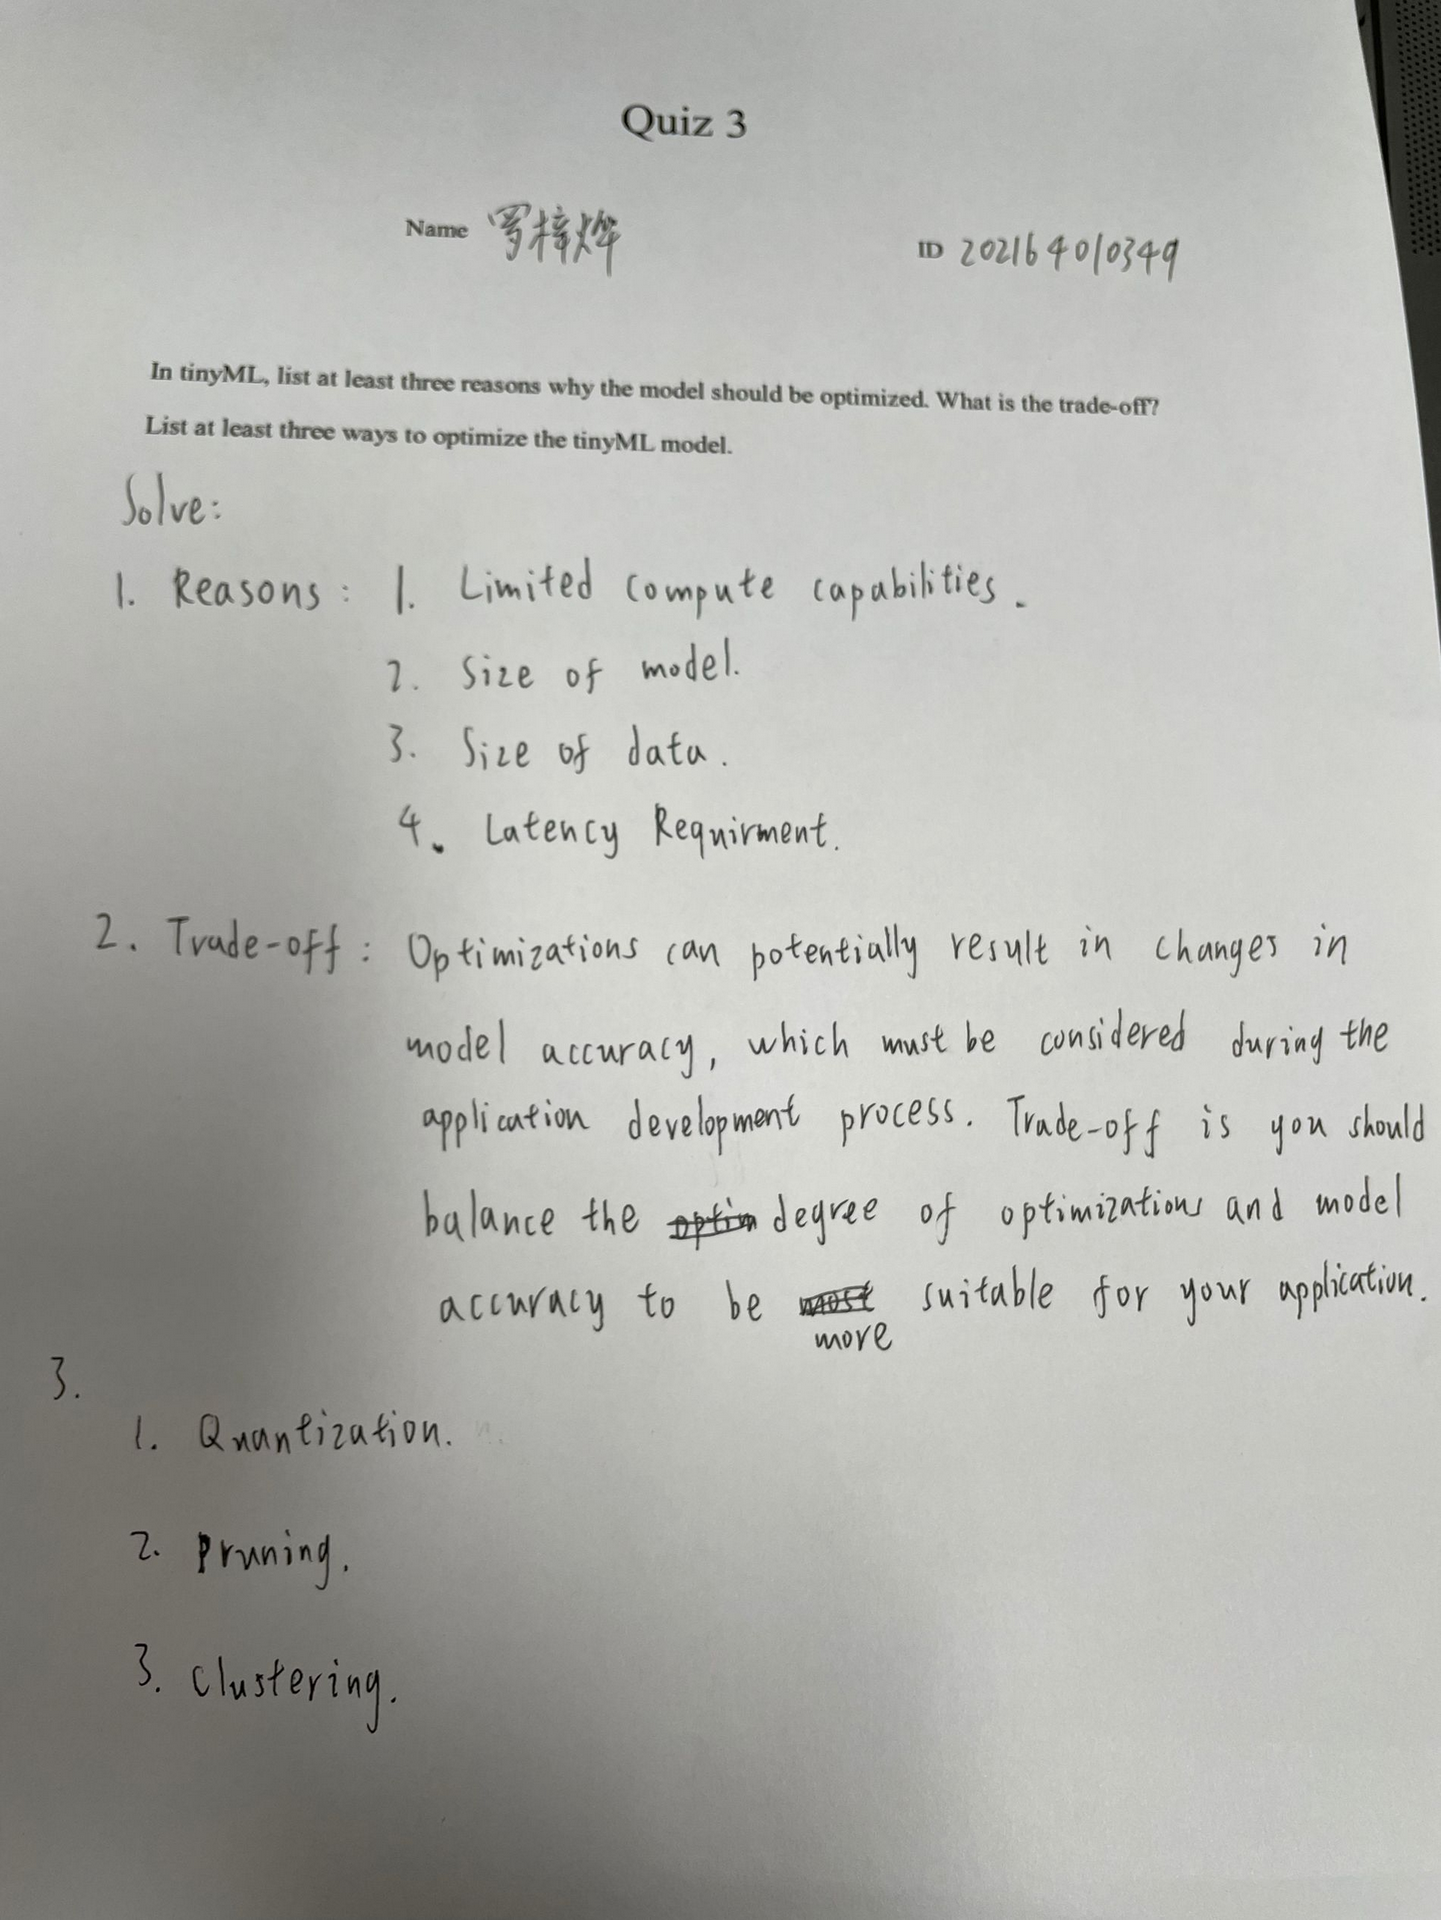 Quiz 3
Name 罗梓烨 ID 202164010349
In tinyML, list at least three reasons why the model should be optimized. What is the trade-off?
List at least three ways to optimize the tinyML model.
Solve:
1. Reasons: 1. Limited compute capabilities.
2. Size of model.
3. Size of data.
4. Latency Requirment.
2. Trade-off: Optimizations can potentially result in changes in
model accuracy, which must be considered during the
application development process. Trade-off is you should
balance the optim degree of optimizations and model
accuracy to be most suitable for your application.
more
3.
1. Quantization.
2. Pruning.
3. Clustering.